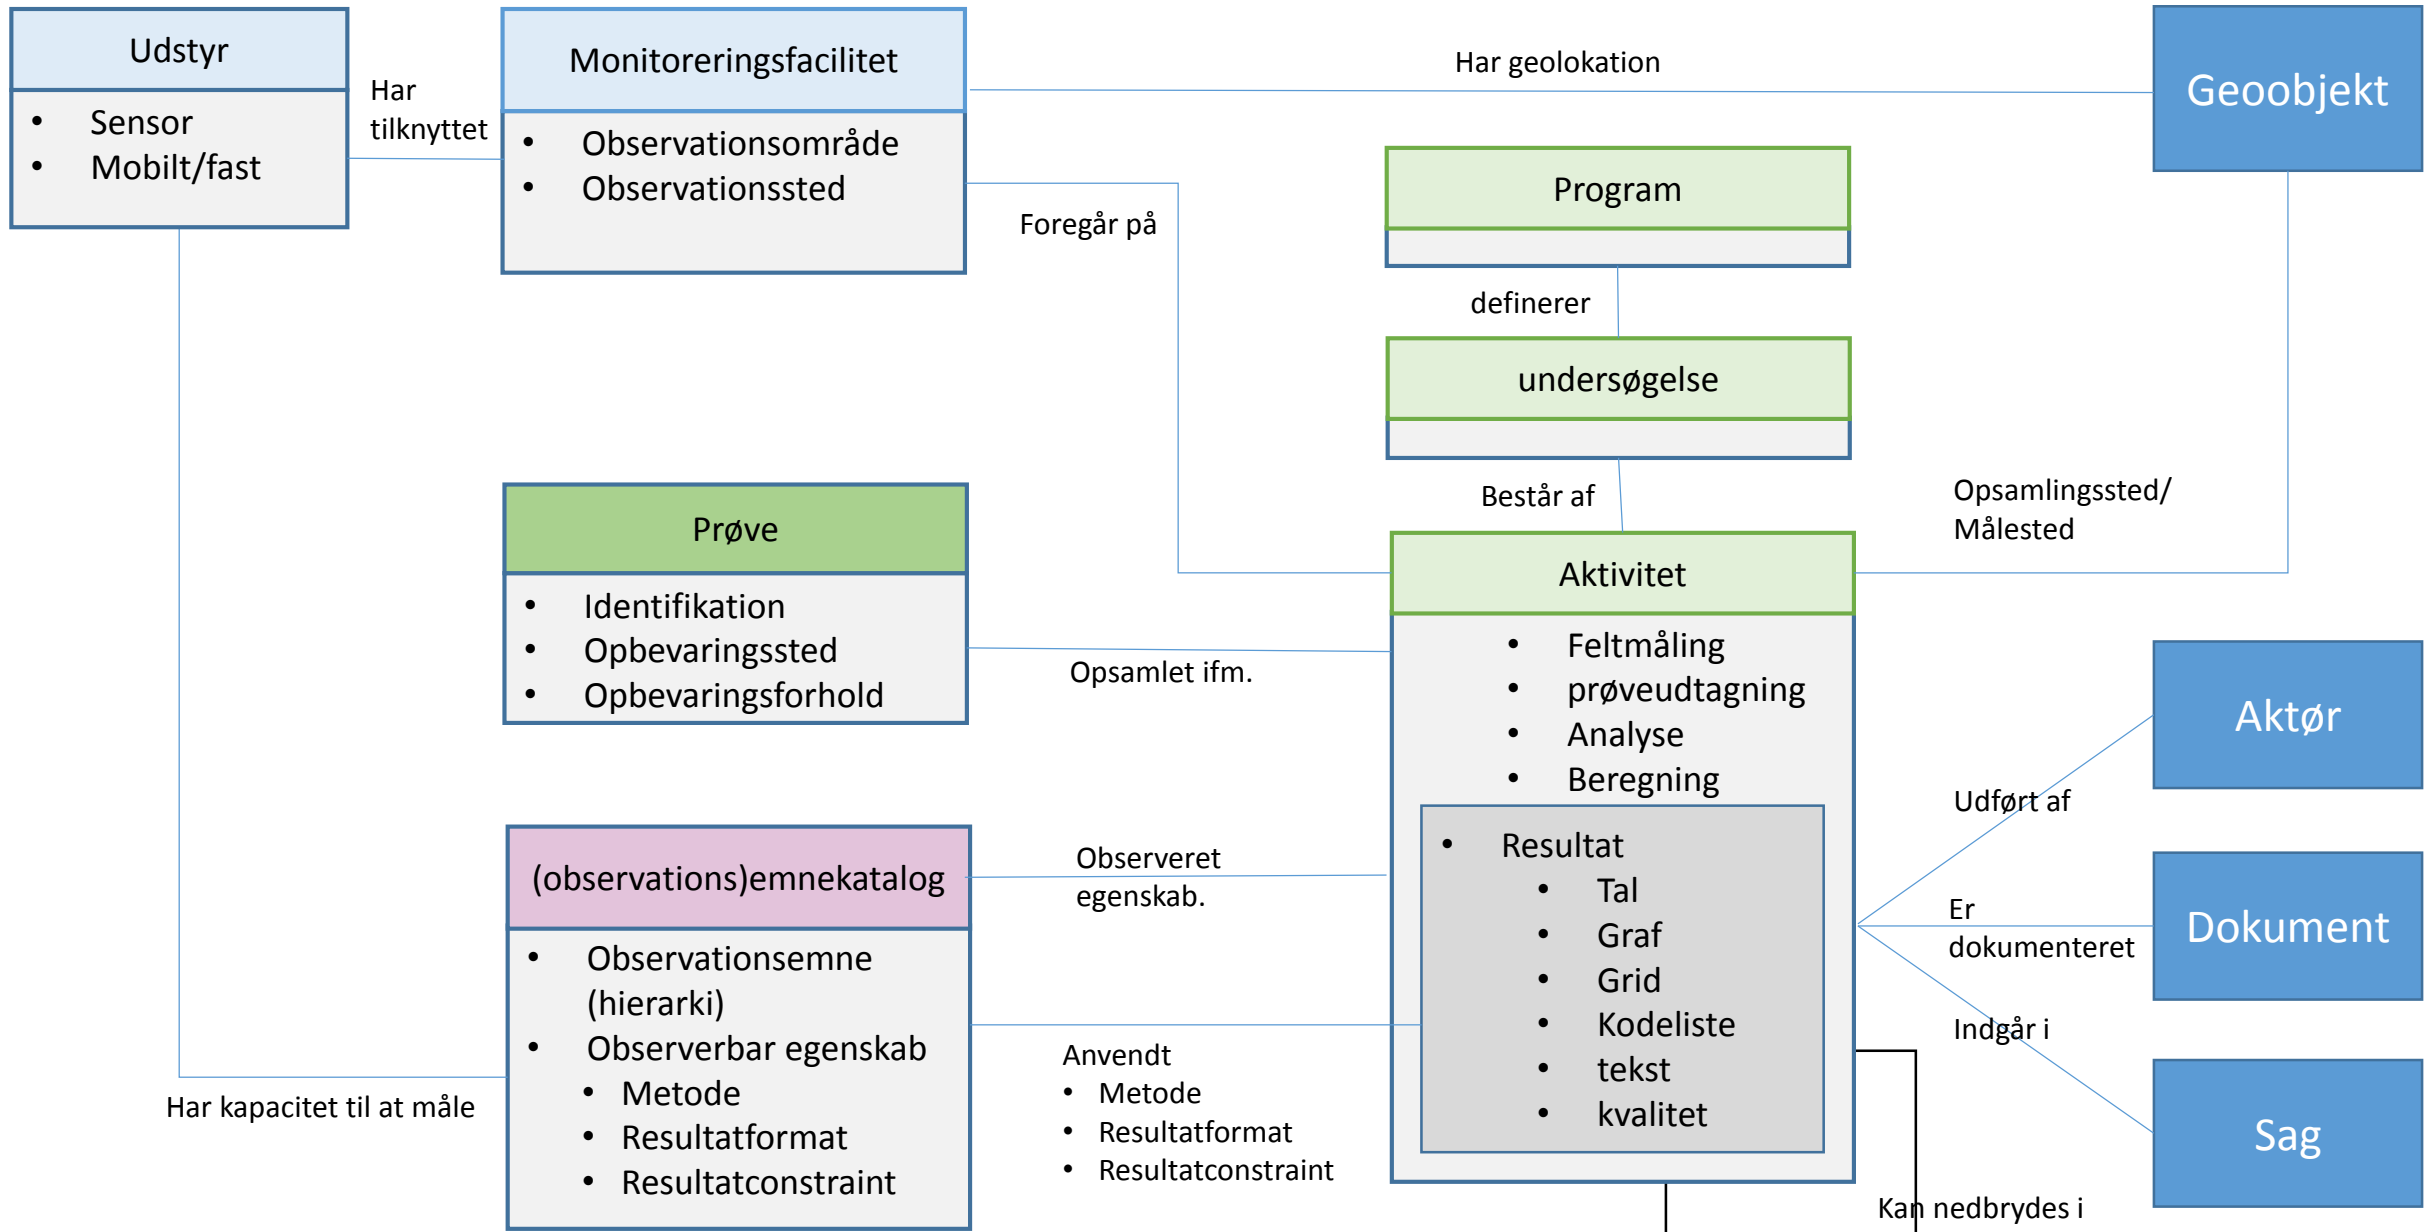 Udstyr
• Sensor
• Mobilt/fast
Har
tilknyttet
Monitoreringsfacilitet
• Observationsområde
• Observationssted
Har geolokation
Geoobjekt
Foregår på
Program
definerer
undersøgelse
Består af
Opsamlingssted/
Målested
Prøve
• Identifikation
• Opbevaringssted
• Opbevaringsforhold
Opsamlet ifm.
Aktivitet
• Feltmåling
• prøveudtagning
• Analyse
• Beregning
• Resultat
• Tal
• Graf
• Grid
• Kodeliste
• tekst
• kvalitet
(observations)emnekatalog
• Observationsemne
(hierarki)
• Observerbar egenskab
• Metode
• Resultatformat
• Resultatconstraint
Observeret
egenskab.
Anvendt
• Metode
• Resultatformat
• Resultatconstraint
Har kapacitet til at måle
Udført af
Aktør
Er
dokumenteret
Dokument
Indgår i
Sag
Kan nedbrydes i